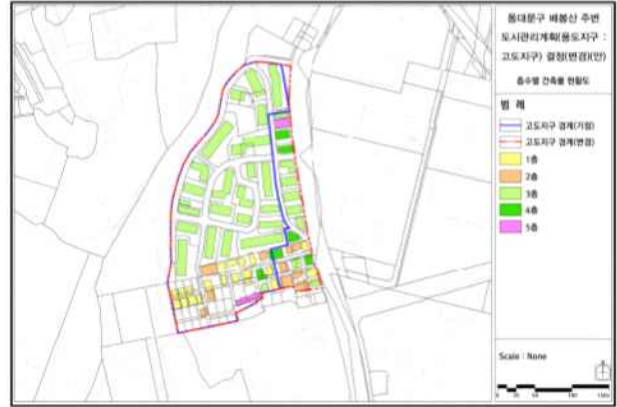 동대문구 배봉산 주변
도시관리계획(용도지구 :
고도지구) 결정(변경)(안)
층수별 건축물 현황도
범 례
고도지구 경계(기정)
고도지구 경계(변경)
1층
2층
3층
4층
5층
Scale : None